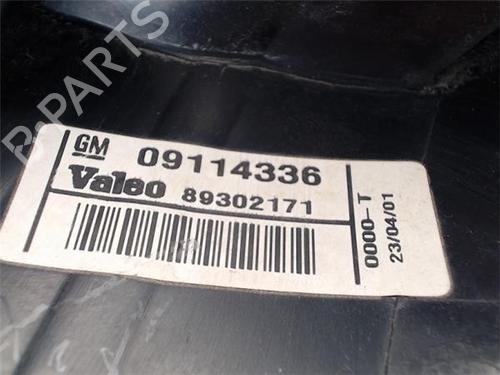 B-PARTS
GM 09114336
Valeo 89302171
0000-T
23/04/01